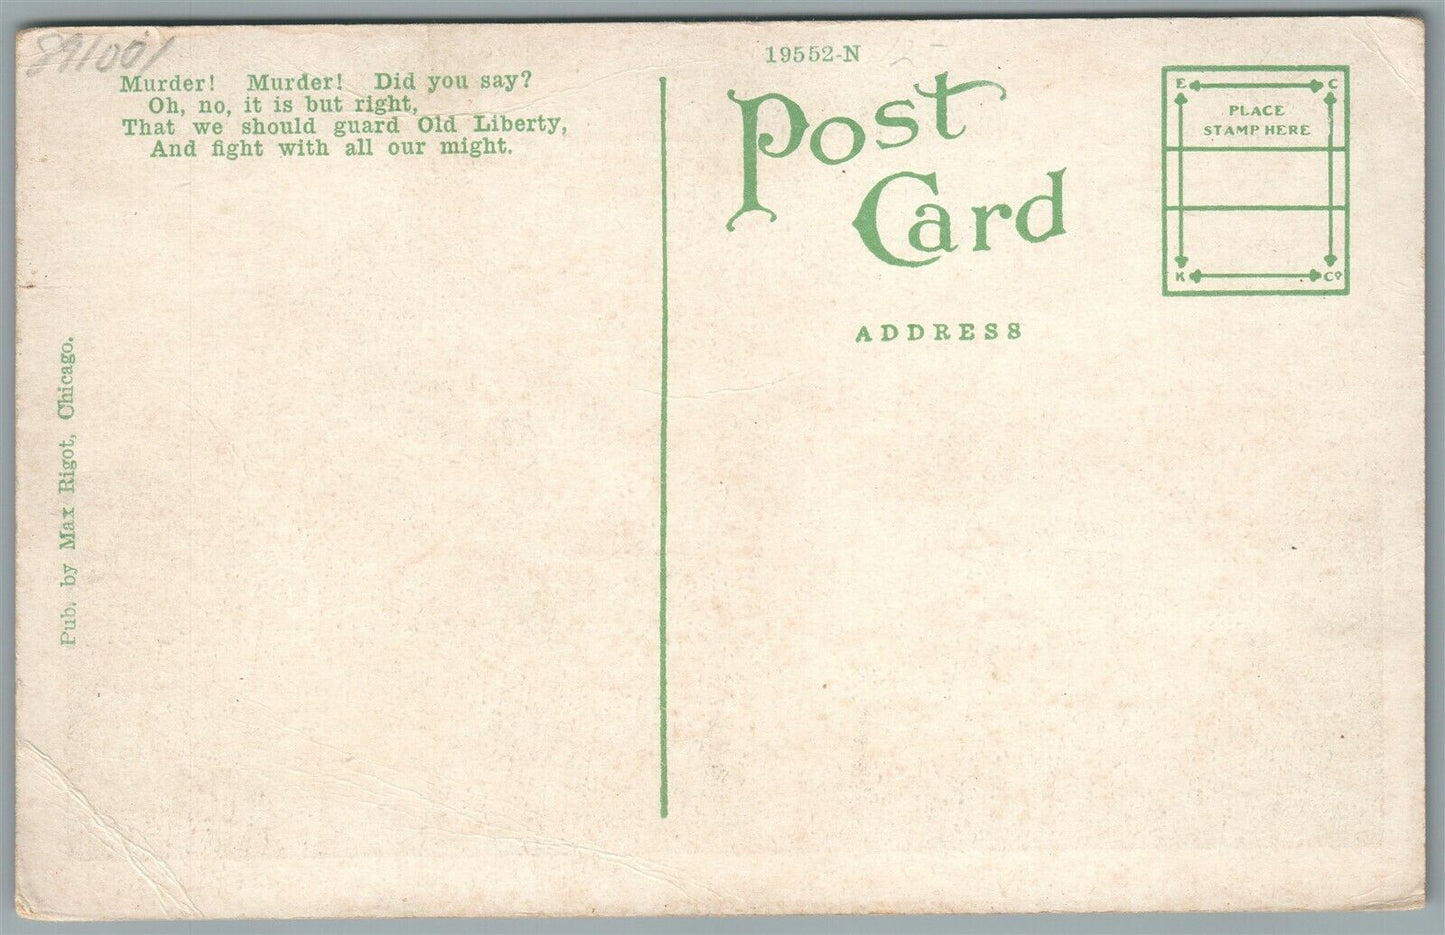 Murder! Murder! Did you say?
Oh, no, it is but right,
That we should guard Old Liberty,
And fight with all our might.
Pub. by Max Rigot, Chicago.
19552-N
Post
Card
ADDRESS
E C
PLACE
STAMP HERE
K Co